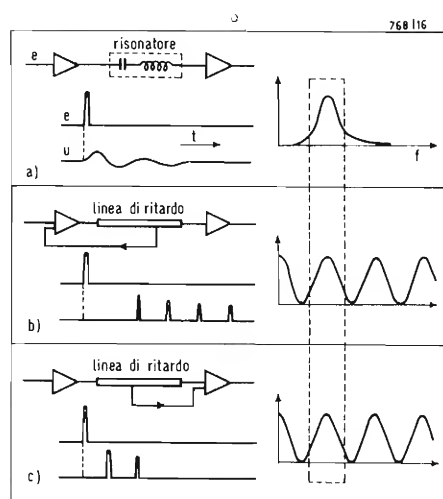 768 | 16
risonatore
e
e
t
u
f
a)
linea di ritardo
b)
linea di ritardo
c)